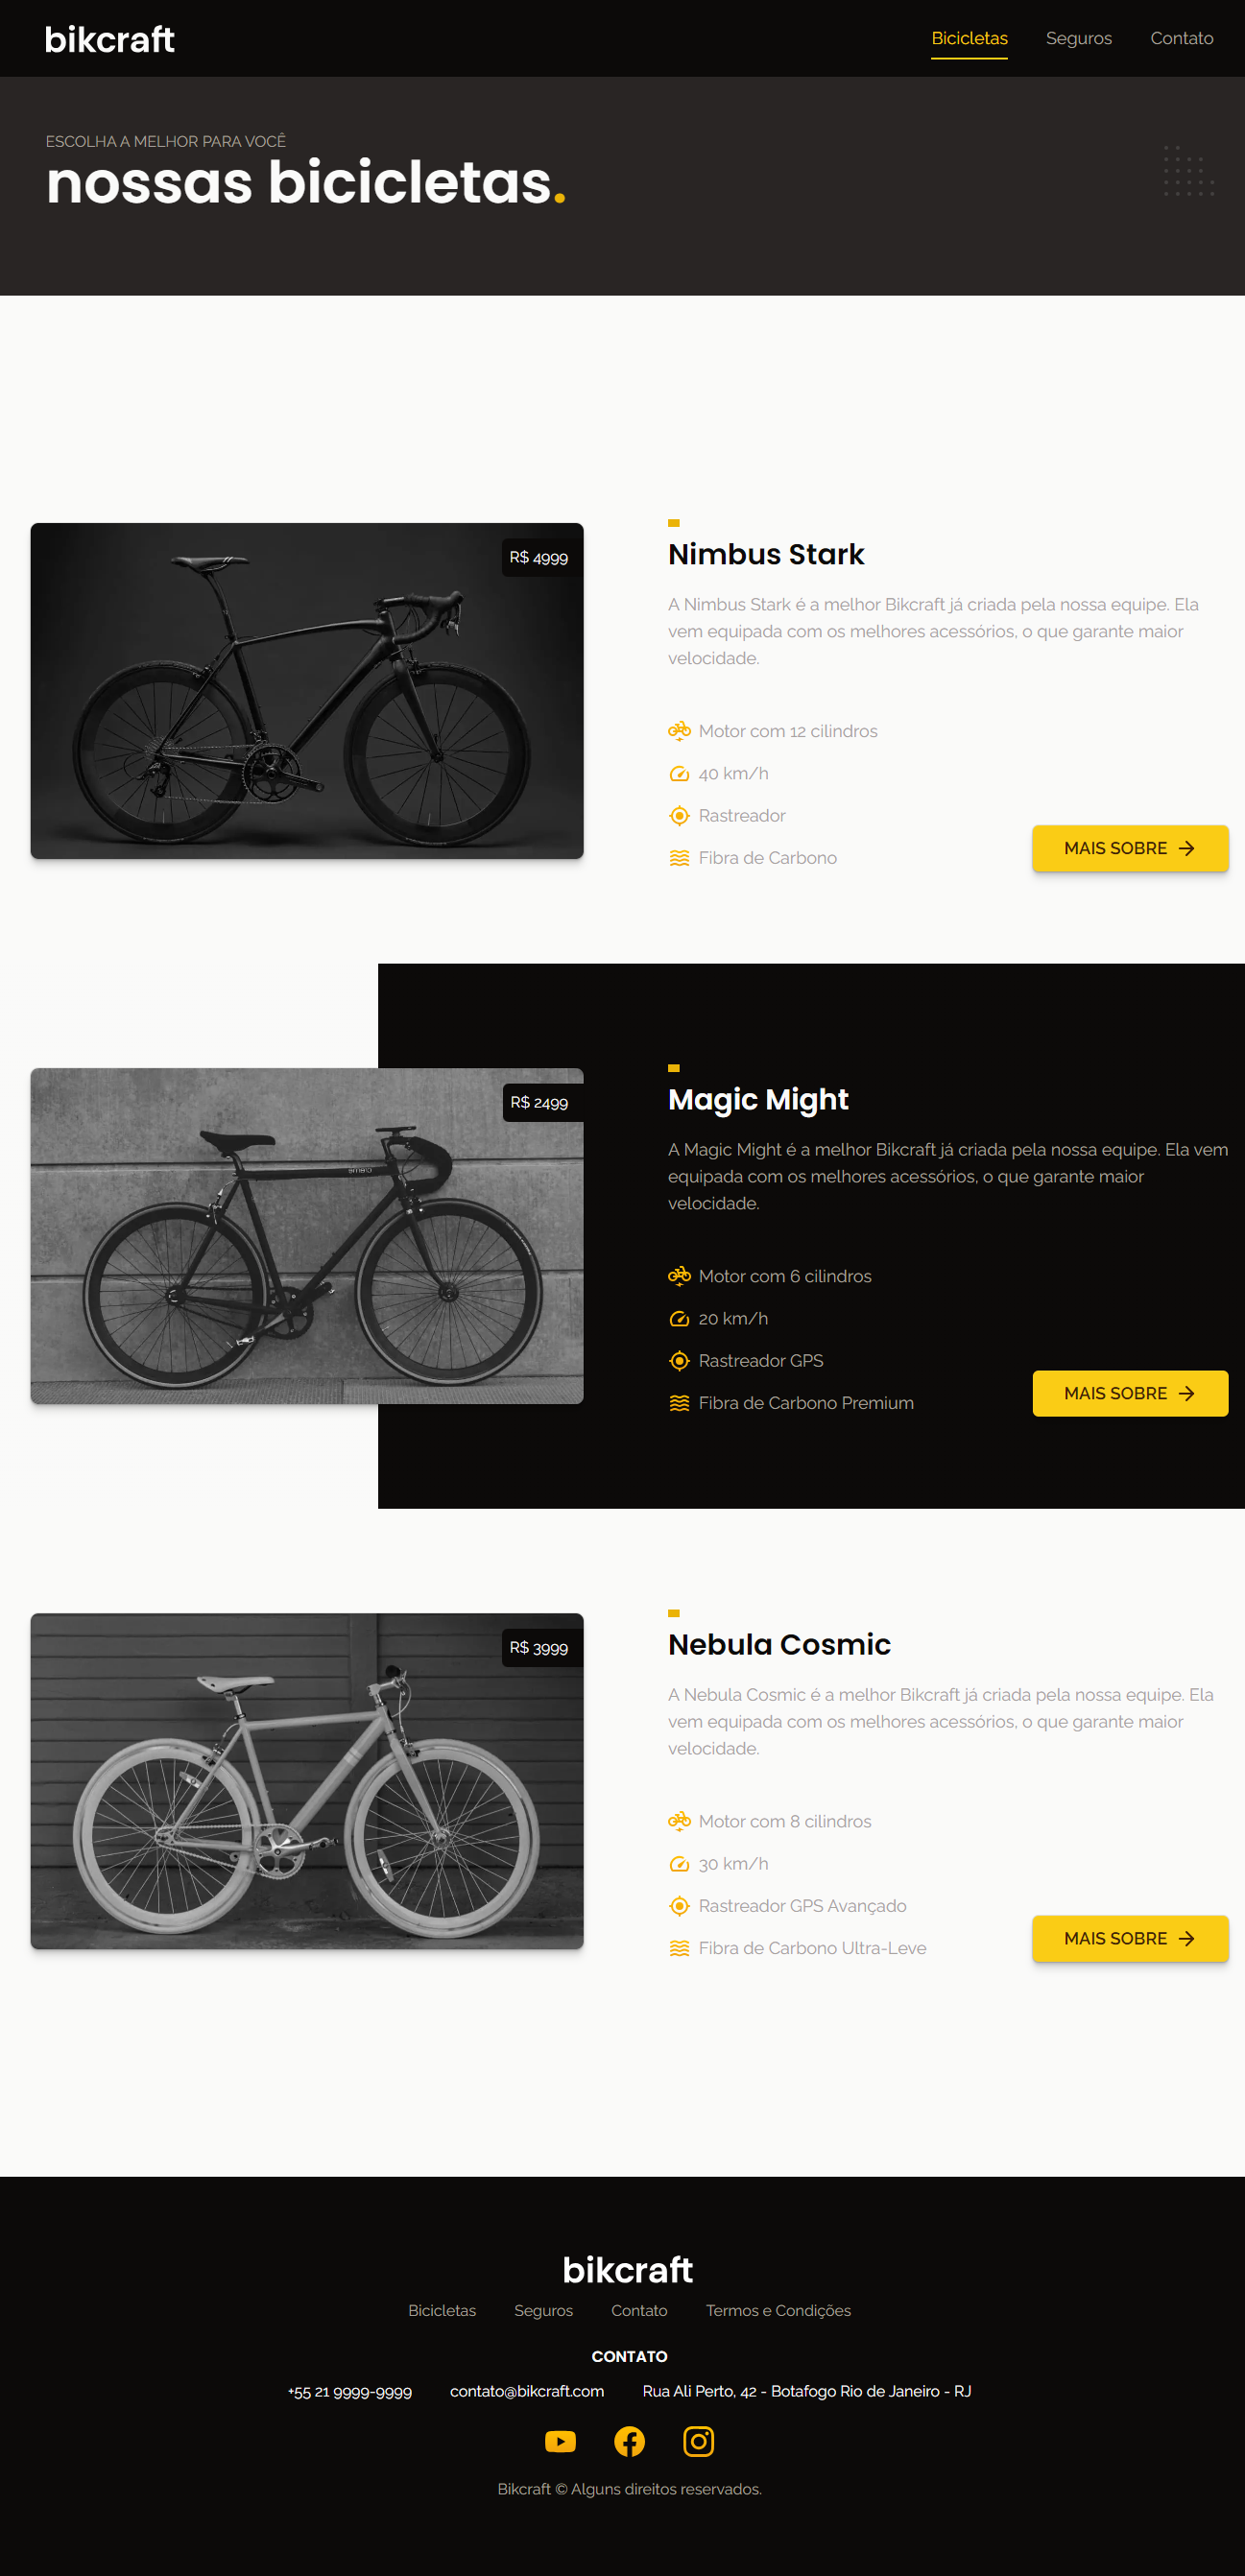 bikcraft
Bicicletas
Seguros
Contato
ESCOLHA A MELHOR PARA VOCÊ
nossas bicicletas.
R$ 4999
Nimbus Stark
A Nimbus Stark é a melhor Bikcraft já criada pela nossa equipe. Ela
vem equipada com os melhores acessórios, o que garante maior
velocidade.
Motor com 12 cilindros
40 km/h
Rastreador
Fibra de Carbono
MAIS SOBRE
R$ 2499
Magic Might
A Magic Might é a melhor Bikcraft já criada pela nossa equipe. Ela vem
equipada com os melhores acessórios, o que garante maior
velocidade.
Motor com 6 cilindros
20 km/h
Rastreador GPS
Fibra de Carbono Premium
MAIS SOBRE
R$ 3999
Nebula Cosmic
A Nebula Cosmic é a melhor Bikcraft já criada pela nossa equipe. Ela
vem equipada com os melhores acessórios, o que garante maior
velocidade.
Motor com 8 cilindros
30 km/h
Rastreador GPS Avançado
Fibra de Carbono Ultra-Leve
MAIS SOBRE
bikcraft
Bicicletas
Seguros
Contato
Termos e Condições
CONTATO
+55 21 9999-9999
contato@bikcraft.com
Rua Ali Perto, 42 - Botafogo Rio de Janeiro - RJ
Bikcraft © Alguns direitos reservados.